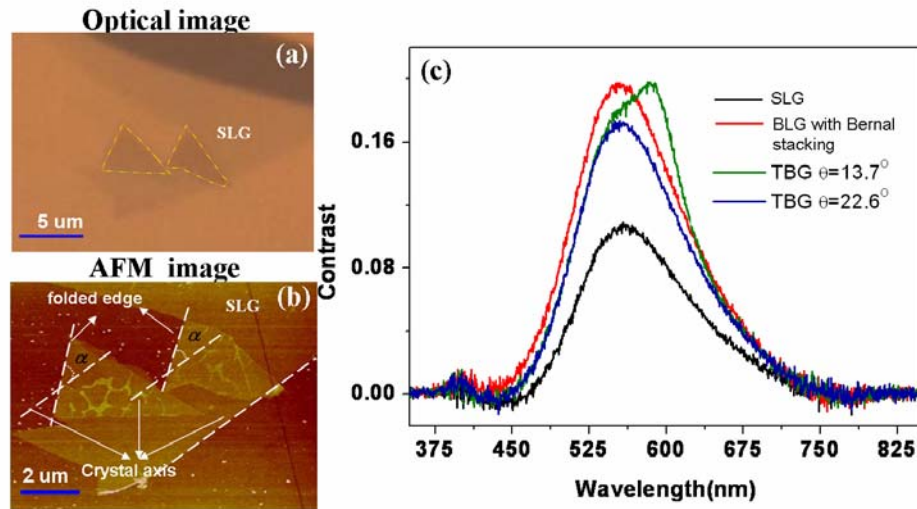 Optical image
(a)
SLG
5 um
AFM image
(b)
SLG
folded edge
α
α
Crystal axis
2 um
(c)
SLG
BLG with Bernal
stacking
TBG θ=13.7°
TBG θ=22.6°
Contrast
0.16
0.08
0.00
375 450 525 600 675 750 825
Wavelength(nm)